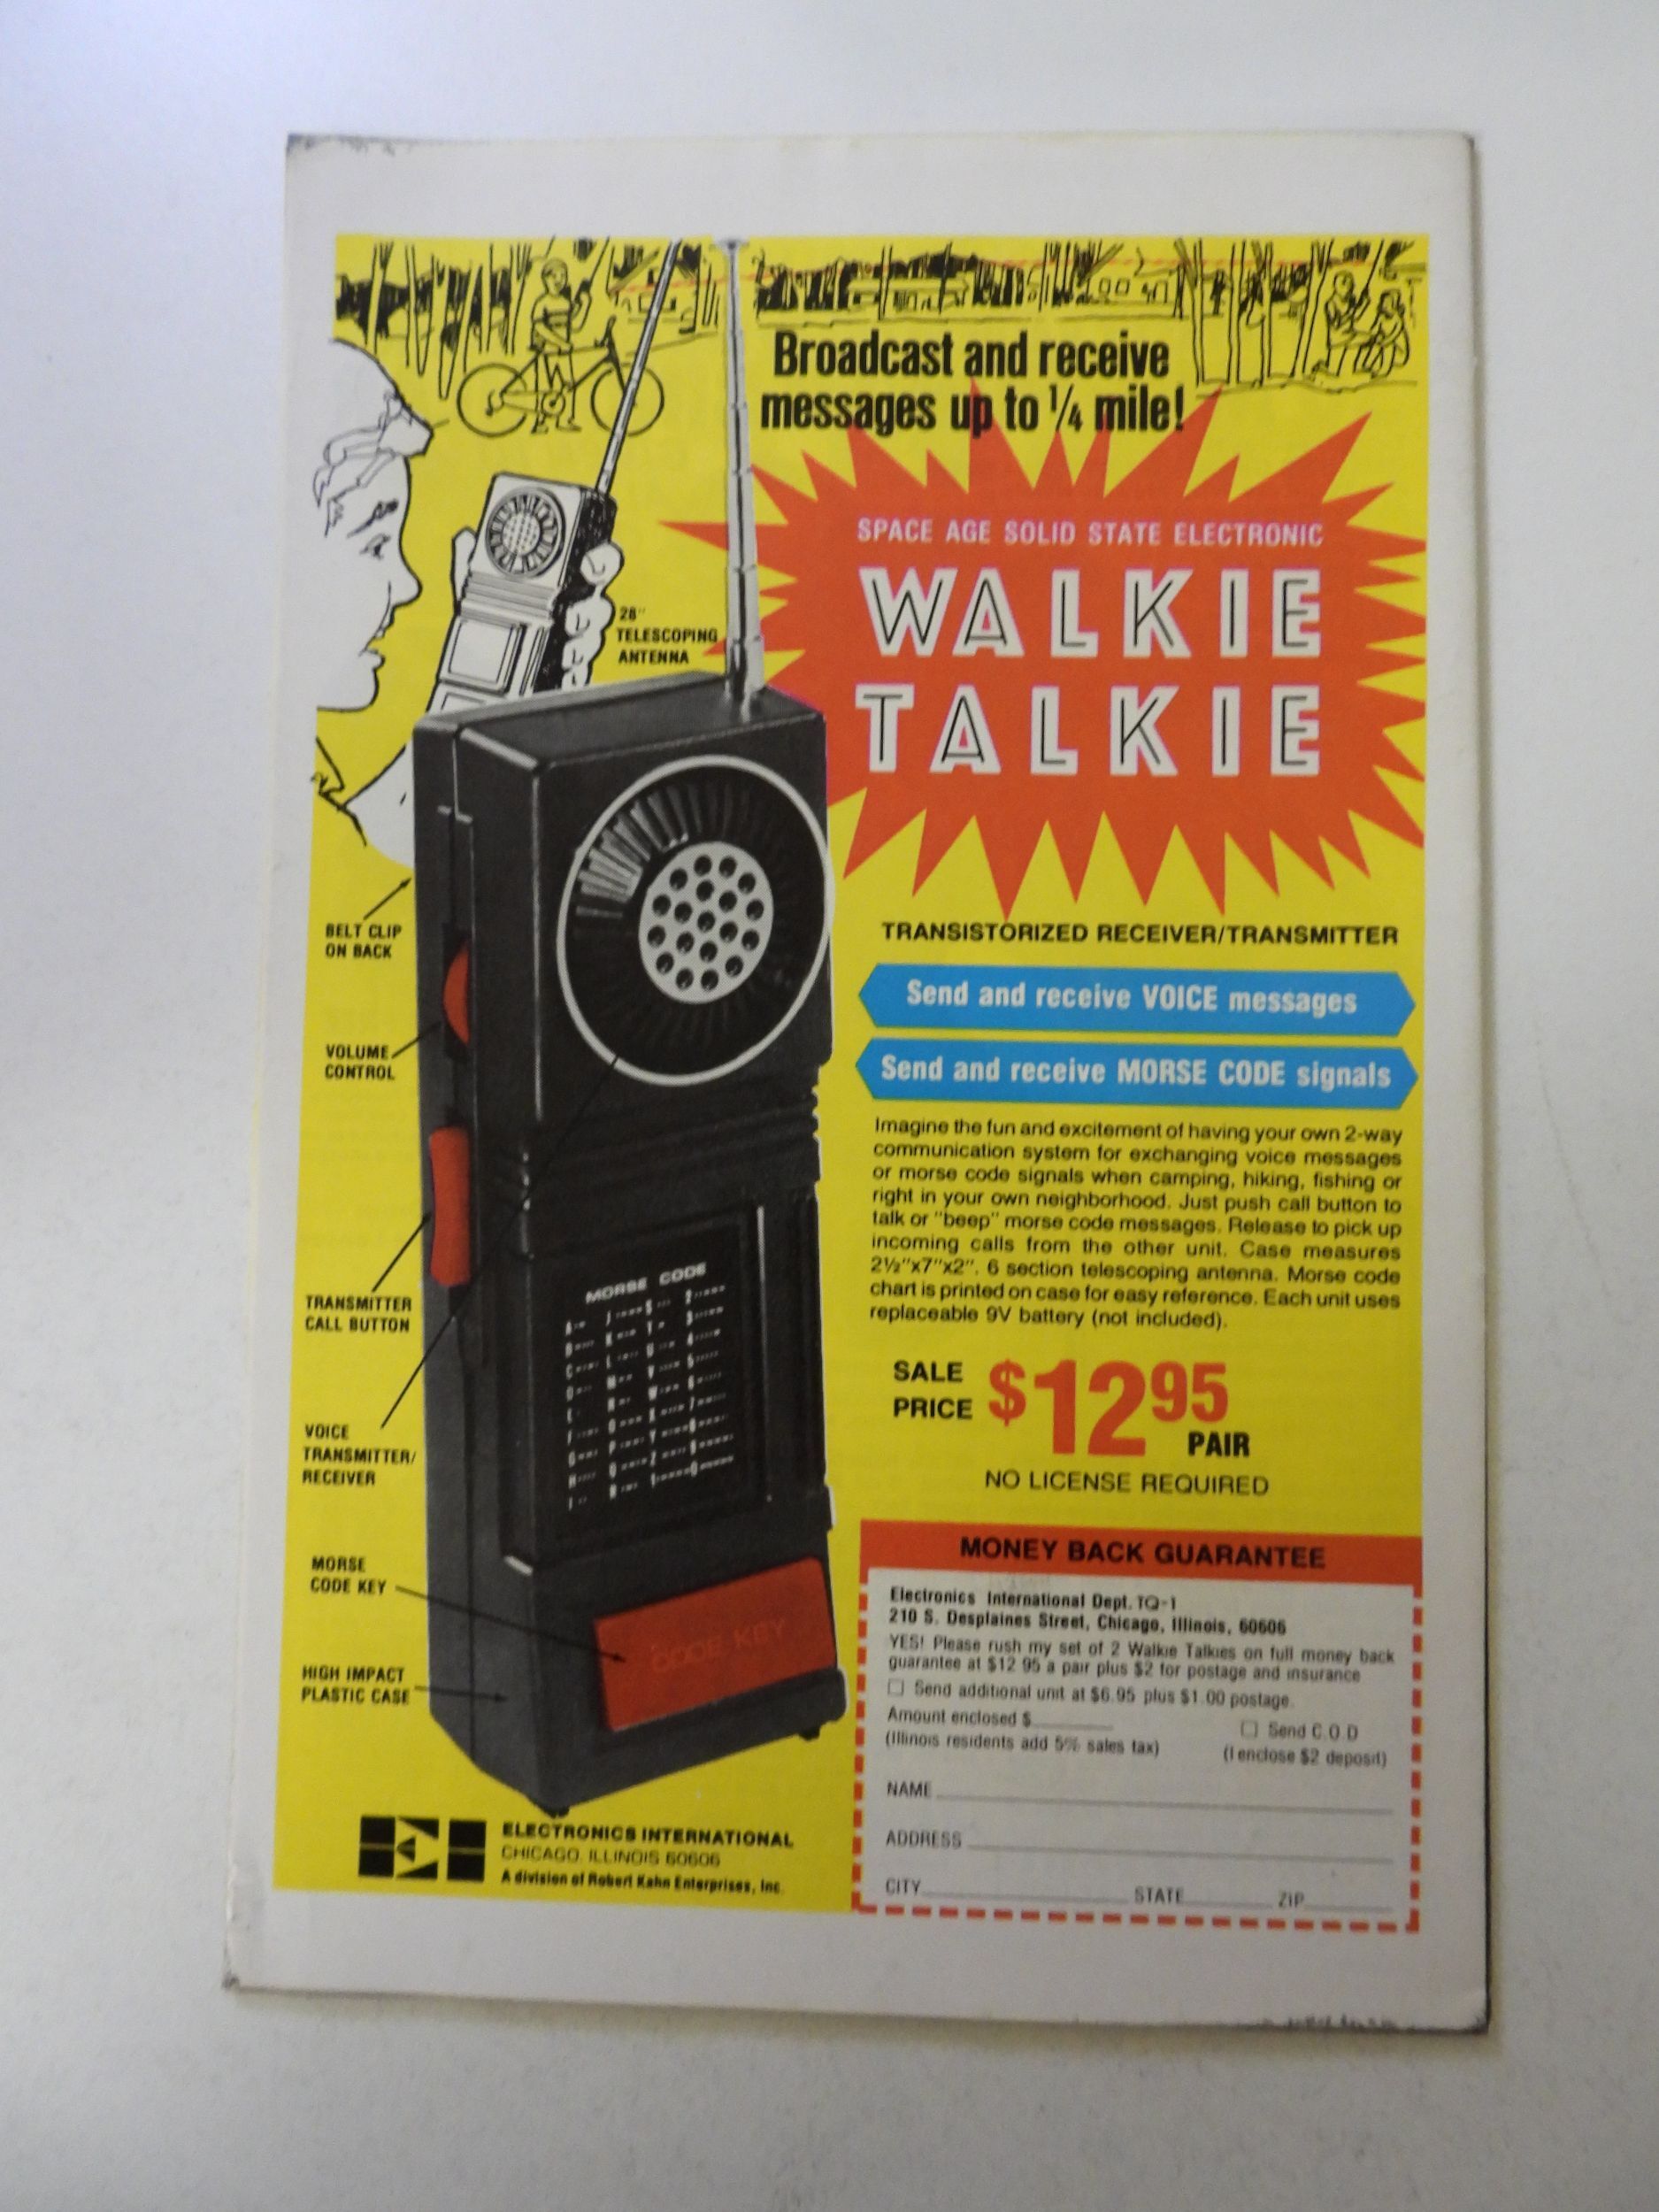 Broadcast and receive
messages up to 1/4 mile!
SPACE AGE SOLID STATE ELECTRONIC
WALKIE
TALKIE
28"
TELESCOPING
ANTENNA
BELT CLIP
ON BACK
VOLUME
CONTROL
TRANSMITTER
CALL BUTTON
VOICE
TRANSMITTER/
RECEIVER
MORSE
CODE KEY
HIGH IMPACT
PLASTIC CASE
MORSE CODE
CODE KEY
TRANSISTORIZED RECEIVER/TRANSMITTER
Send and receive VOICE messages
Send and receive MORSE CODE signals
Imagine the fun and excitement of having your own 2-way
communication system for exchanging voice messages
or morse code signals when camping, hiking, fishing or
right in your own neighborhood. Just push call button to
talk or "beep" morse code messages. Release to pick up
incoming calls from the other unit. Case measures
2½"x7"x2". 6 section telescoping antenna. Morse code
chart is printed on case for easy reference. Each unit uses
replaceable 9V battery (not included).
SALE
PRICE $12 95
PAIR
NO LICENSE REQUIRED
MONEY BACK GUARANTEE
Electronics International Dept. TQ-1
210 S. Desplaines Street, Chicago, Illinois, 60606
YES! Please rush my set of 2 Walkie Talkies on full money back
guarantee at $12 95 a pair plus $2 for postage and insurance
Send additional unit at $6.95 plus $1.00 postage.
Amount enclosed $
Send C.O.D
(Illinois residents add 5% sales tax)
(I enclose $2 deposit)
NAME
ADDRESS
CITY STATE ZIP
ELECTRONICS INTERNATIONAL
CHICAGO, ILLINOIS 60606
A division of Robert Kahn Enterprises, Inc.